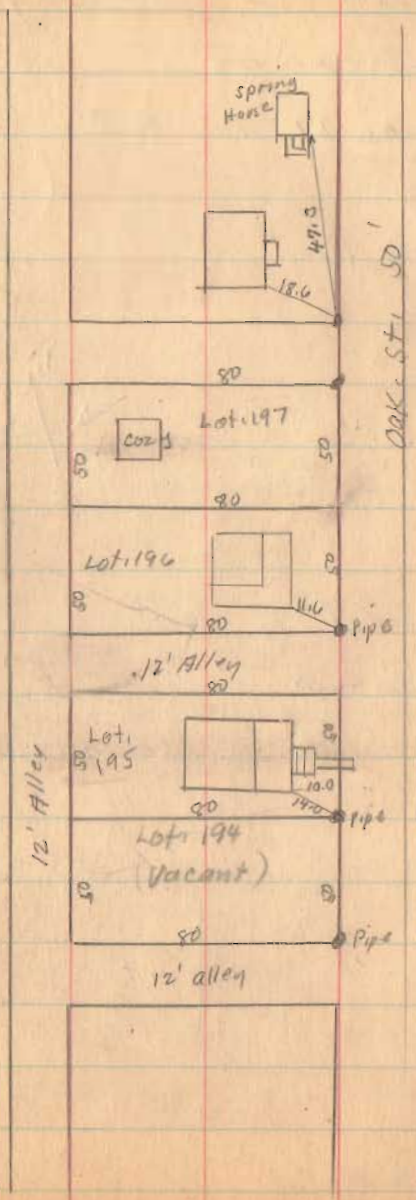 Spring
House
47.3
18.6
Oak. St. 50'
80
Lot. 197
50
50
80
Lot. 196
50
50
11.6
80
Pipe
12' Alley
80
Lot.
195
50
50
10.0
14.0
80
Pipe
12' Alley
Lot. 194
(Vacant)
50
50
80
Pipe
12' alley